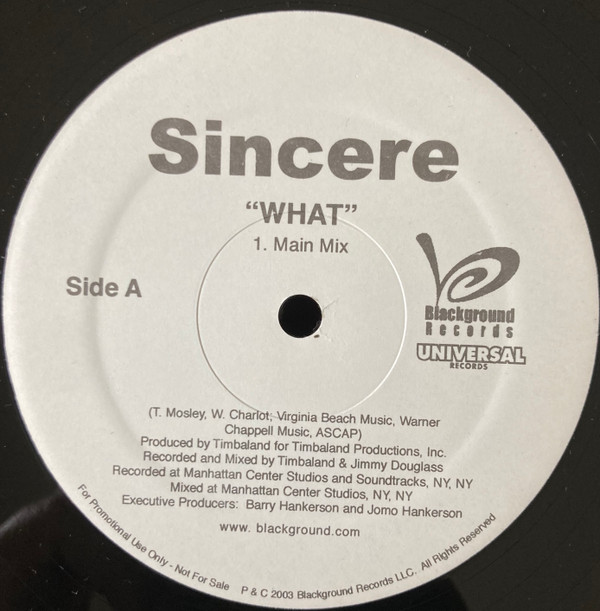 Sincere
“WHAT”
1. Main Mix
Side A
Blackground
Records
UNIVERSAL
RECORDS
(T. Mosley, W. Charlot; Virginia Beach Music, Warner
Chappell Music, ASCAP)
Produced by Timbaland for Timbaland Productions, Inc.
Recorded and Mixed by Timbaland & Jimmy Douglass
Recorded at Manhattan Center Studios and Soundtracks, NY, NY
Mixed at Manhattan Center Studios, NY, NY
Executive Producers: Barry Hankerson and Jomo Hankerson
www. blackground.com
For Promotional Use Only - Not For Sale P & C 2003 Blackground Records LLC. All Rights Reserved